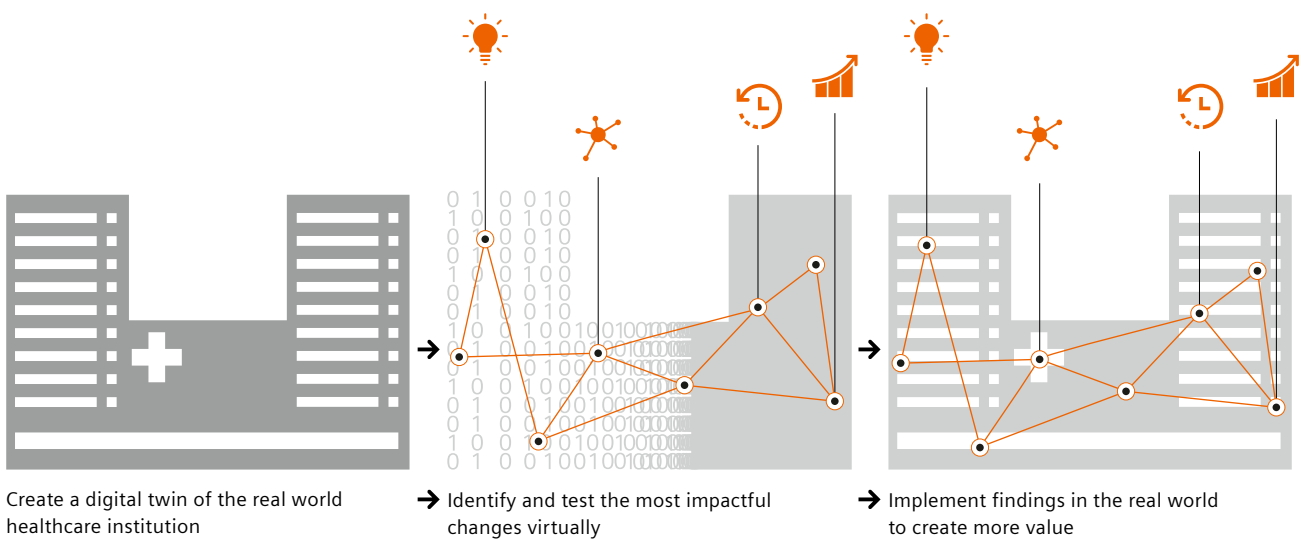 Create a digital twin of the real world
healthcare institution
Identify and test the most impactful
changes virtually
Implement findings in the real world
to create more value